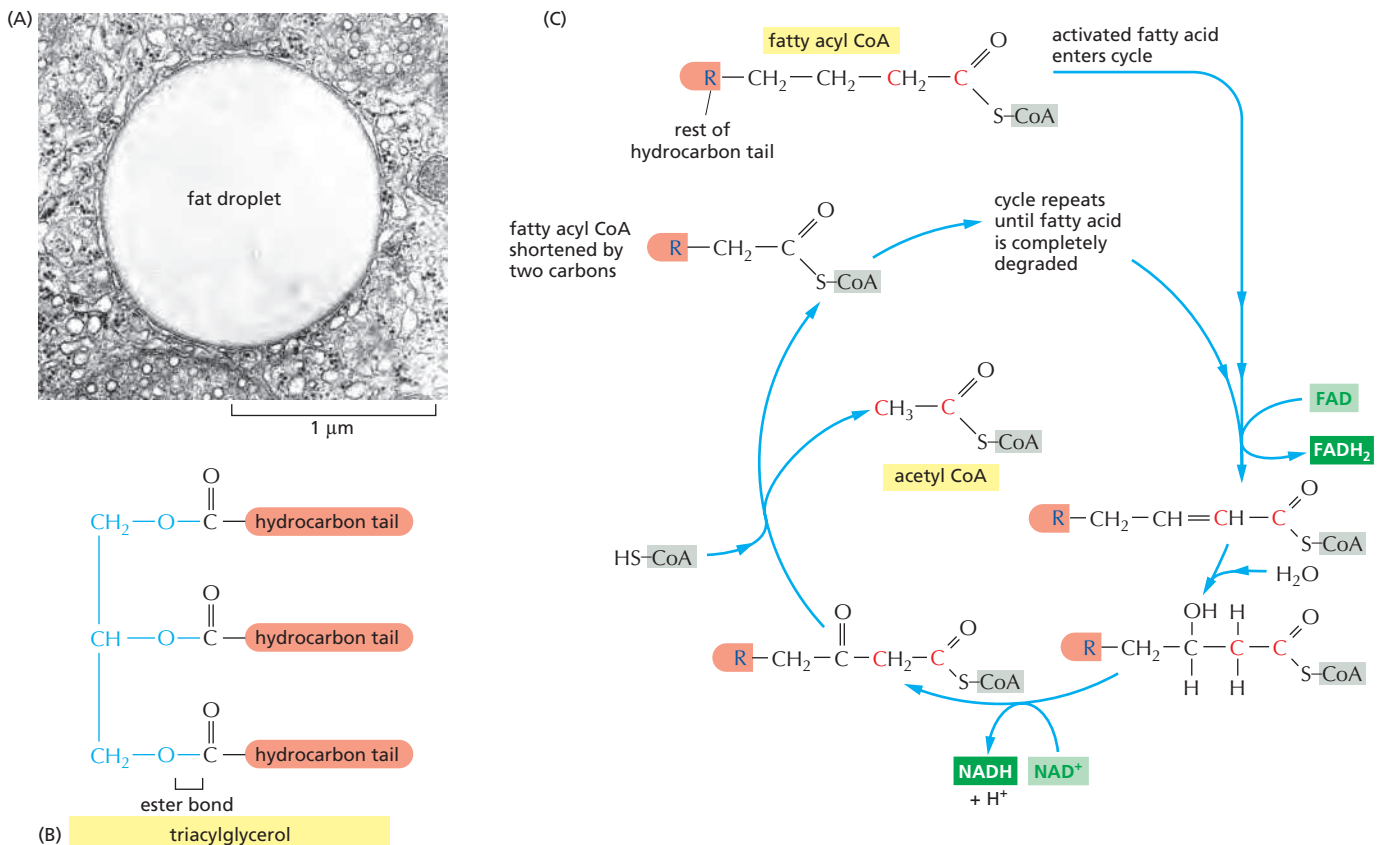 (A)
fat droplet
1 µm
CH₂—O—C—hydrocarbon tail
O
CH—O—C—hydrocarbon tail
O
CH₂—O—C—hydrocarbon tail
O
ester bond
(B) triacylglycerol
(C)
fatty acyl CoA
O
R—CH₂—CH₂—CH₂—C
S–CoA
rest of
hydrocarbon tail
activated fatty acid
enters cycle
fatty acyl CoA
shortened by
two carbons
O
R—CH₂—C
S–CoA
cycle repeats
until fatty acid
is completely
degraded
O
CH₃—C
S–CoA
acetyl CoA
FAD
FADH₂
O
R—CH₂—CH=CH—C
S–CoA
H₂O
OH H O
R—CH₂—C—C—C
S–CoA
H H
NADH NAD⁺
+ H⁺
O O
R—CH₂—C—CH₂—C
S–CoA
HS–CoA